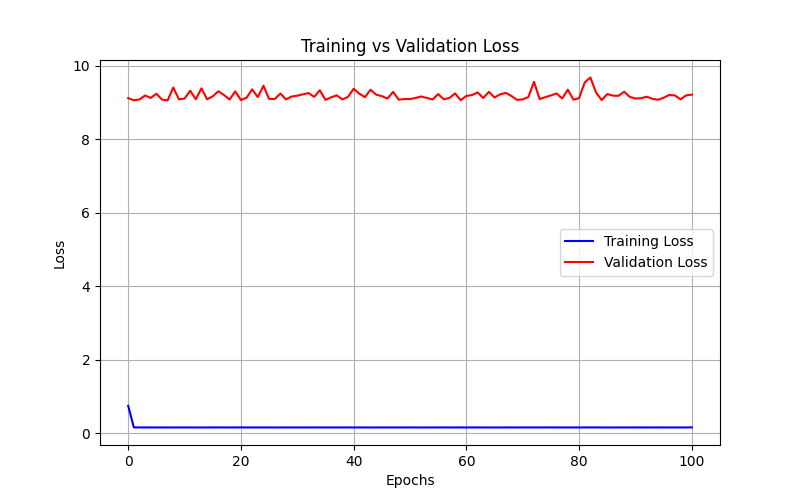 Training vs Validation Loss
10
8
6
4
2
0
Loss
Training Loss
Validation Loss
0 20 40 60 80 100
Epochs